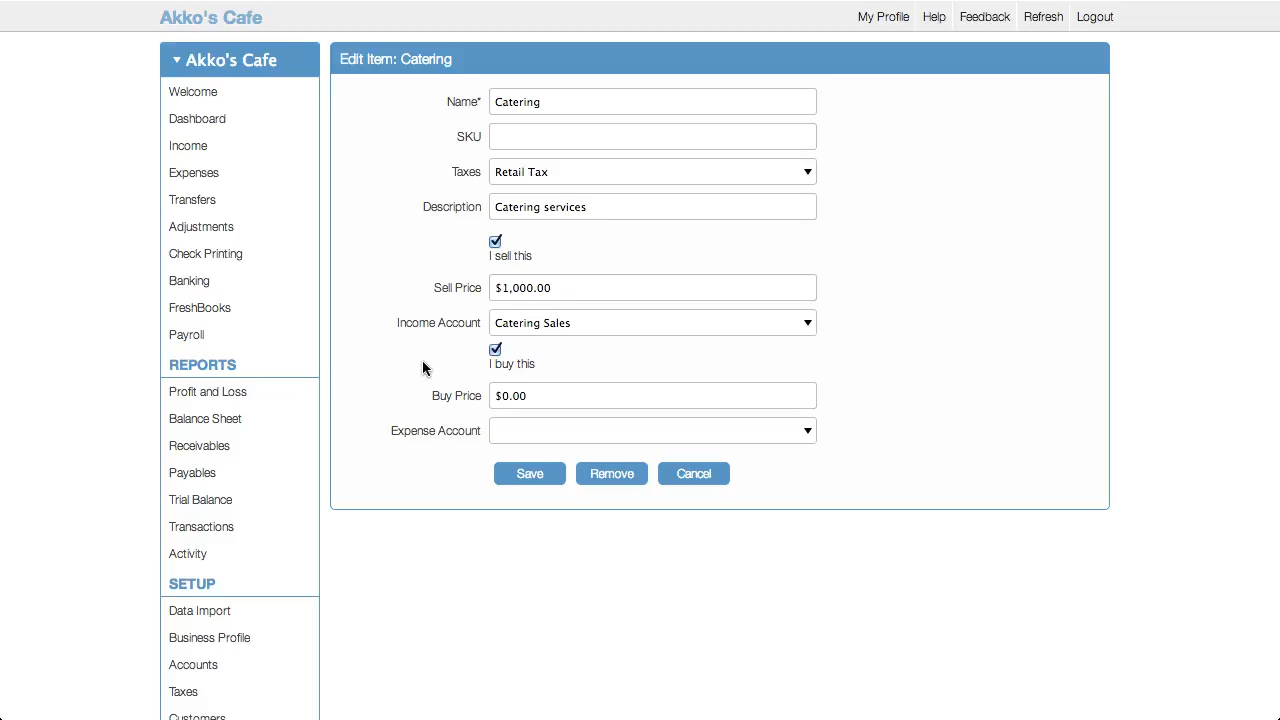 Akko's Cafe
My Profile Help Feedback Refresh Logout
Akko's Cafe
Welcome
Dashboard
Income
Expenses
Transfers
Adjustments
Check Printing
Banking
FreshBooks
Payroll
REPORTS
Profit and Loss
Balance Sheet
Receivables
Payables
Trial Balance
Transactions
Activity
SETUP
Data Import
Business Profile
Accounts
Taxes
Customers
Edit Item: Catering
Name* Catering
SKU
Taxes Retail Tax
Description Catering services
I sell this
Sell Price $1,000.00
Income Account Catering Sales
I buy this
Buy Price $0.00
Expense Account
Save Remove Cancel